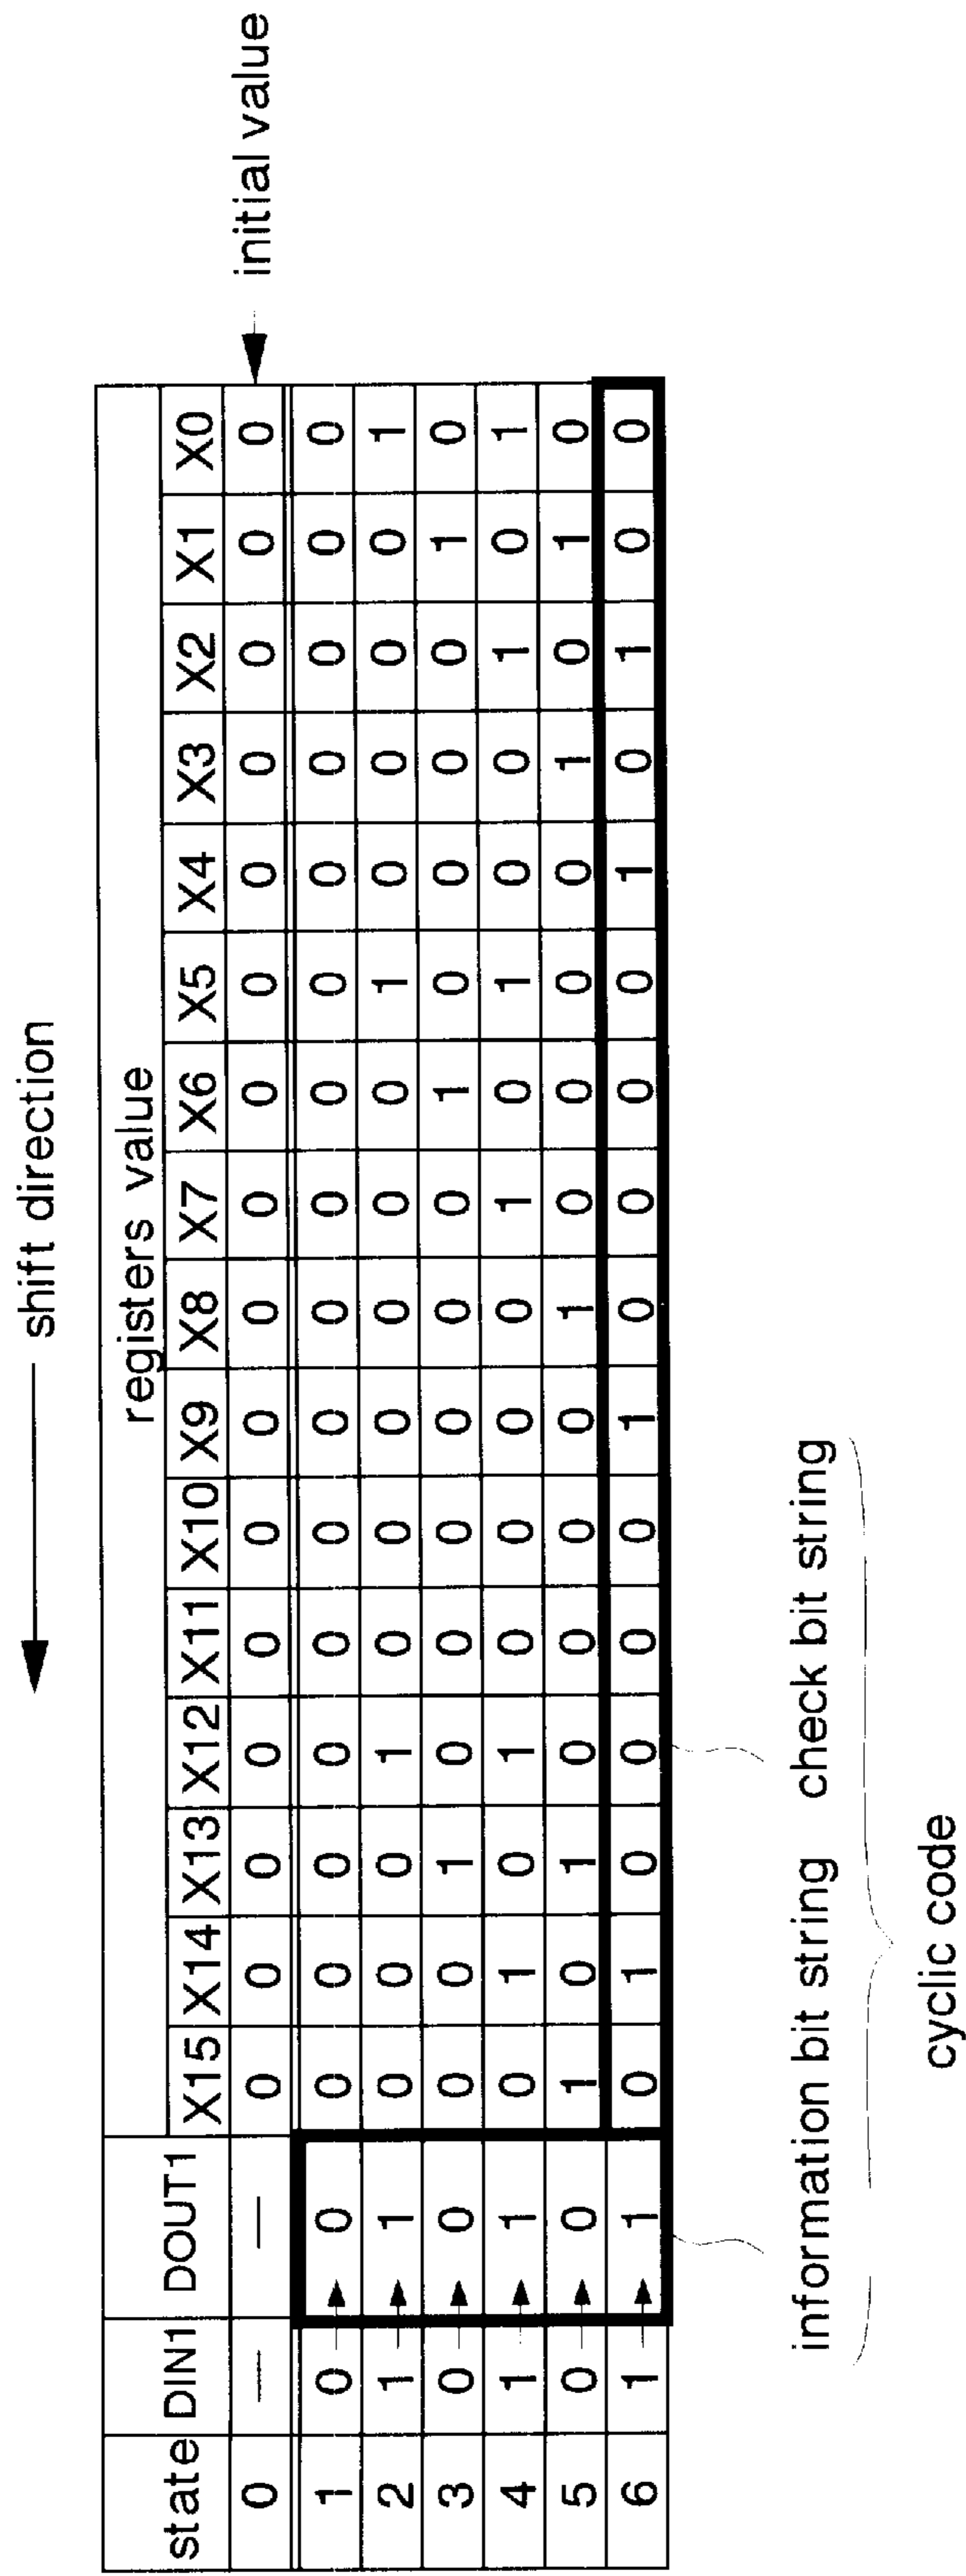 shift direction
registers value
state DIN1 DOUT1 X15 X14 X13 X12 X11 X10 X9 X8 X7 X6 X5 X4 X3 X2 X1 X0
0 — — 0 0 0 0 0 0 0 0 0 0 0 0 0 0 0 0 initial value
1 0 0 0 0 0 0 0 0 0 0 0 0 0 0 0 0 0 0
2 1 1 0 0 0 1 0 0 0 0 0 0 1 0 0 0 0 1
3 0 0 0 0 1 0 0 0 0 0 0 1 0 0 0 0 1 0
4 1 1 0 1 0 1 0 0 0 0 1 0 1 0 0 1 0 1
5 0 0 1 0 1 0 0 0 0 1 0 0 0 0 1 0 1 0
6 1 1 0 1 0 0 0 0 1 0 0 0 0 1 0 1 0 0
information bit string check bit string
cyclic code